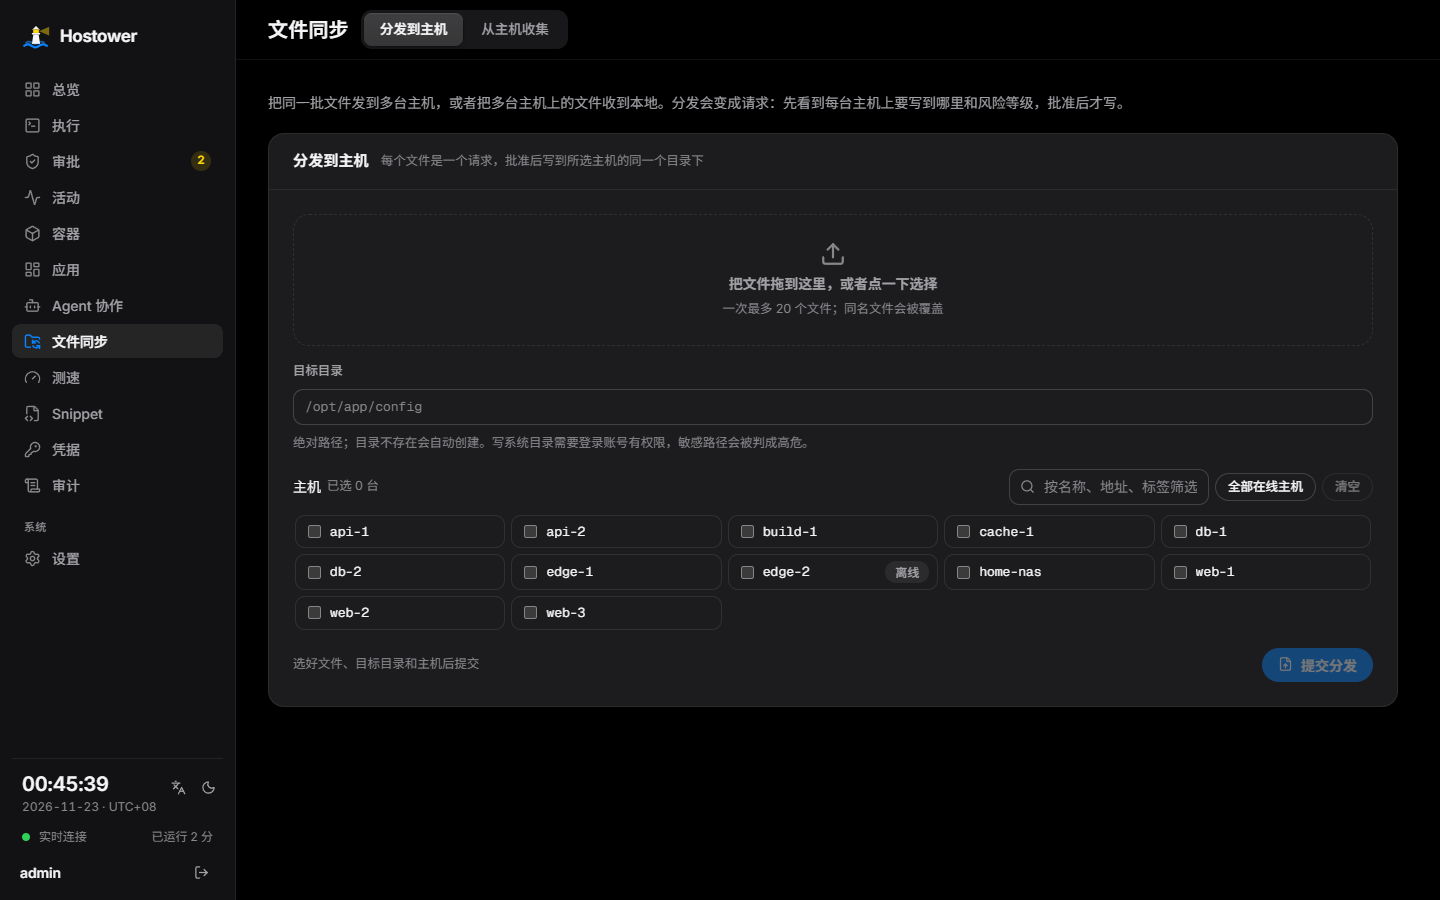 Hostower
总览
执行
审批
2
活动
容器
应用
Agent 协作
文件同步
测速
Snippet
凭据
审计
系统
设置
00:45:39
2026-11-23 · UTC+08
实时连接
已运行 2 分
admin
文件同步
分发到主机
从主机收集
把同一批文件发到多台主机，或者把多台主机上的文件收到本地。分发会变成请求：先看到每台主机上要写到哪里和风险等级，批准后才写。
分发到主机
每个文件是一个请求，批准后写到所选主机的同一个目录下
把文件拖到这里，或者点一下选择
一次最多 20 个文件；同名文件会被覆盖
目标目录
/opt/app/config
绝对路径；目录不存在会自动创建。写系统目录需要登录账号有权限，敏感路径会被判成高危。
主机 已选 0 台
按名称、地址、标签筛选
全部在线主机
清空
api-1
api-2
build-1
cache-1
db-1
db-2
edge-1
edge-2
离线
home-nas
web-1
web-2
web-3
选好文件、目标目录和主机后提交
提交分发